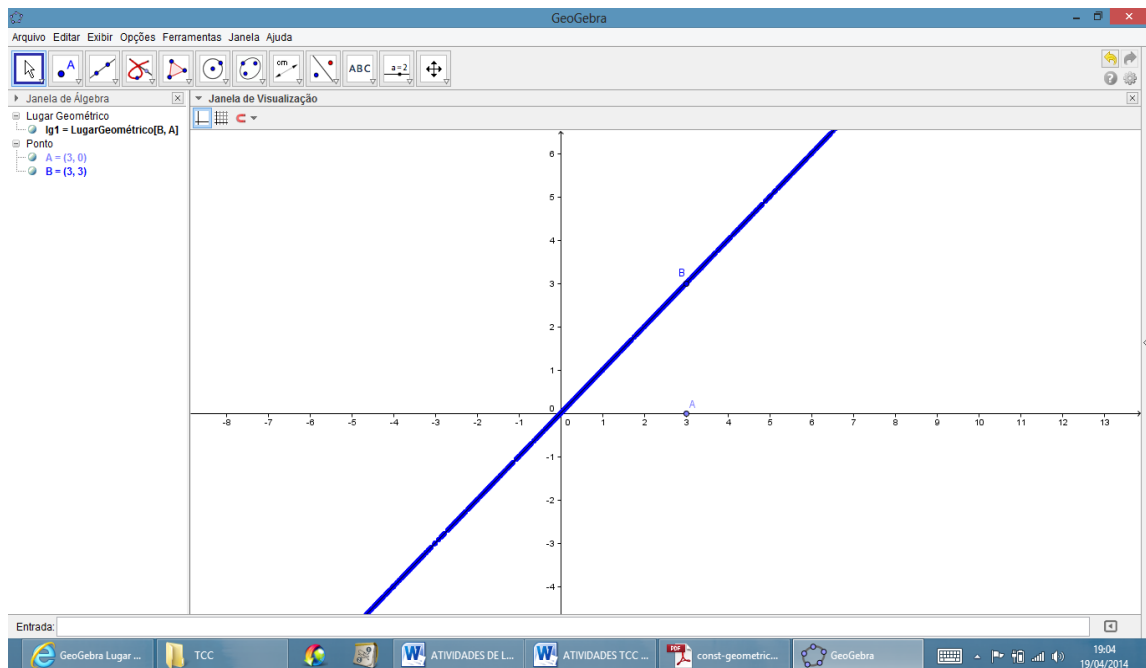 GeoGebra
Arquivo Editar Exibir Opções Ferramentas Janela Ajuda
A
cm
ABC
a=2
Janela de Álgebra
Janela de Visualização
Lugar Geométrico
lg1 = LugarGeométrico[B, A]
Ponto
A = (3, 0)
B = (3, 3)
6
5
4
B
3
2
1
0
A
-8 -7 -6 -5 -4 -3 -2 -1 0 1 2 3 4 5 6 7 8 9 10 11 12 13
-1
-2
-3
-4
Entrada:
GeoGebra Lugar ... TCC ATIVIDADES DE L... ATIVIDADES TCC ... PDF const-geometric... GeoGebra 19:04
19/04/2014